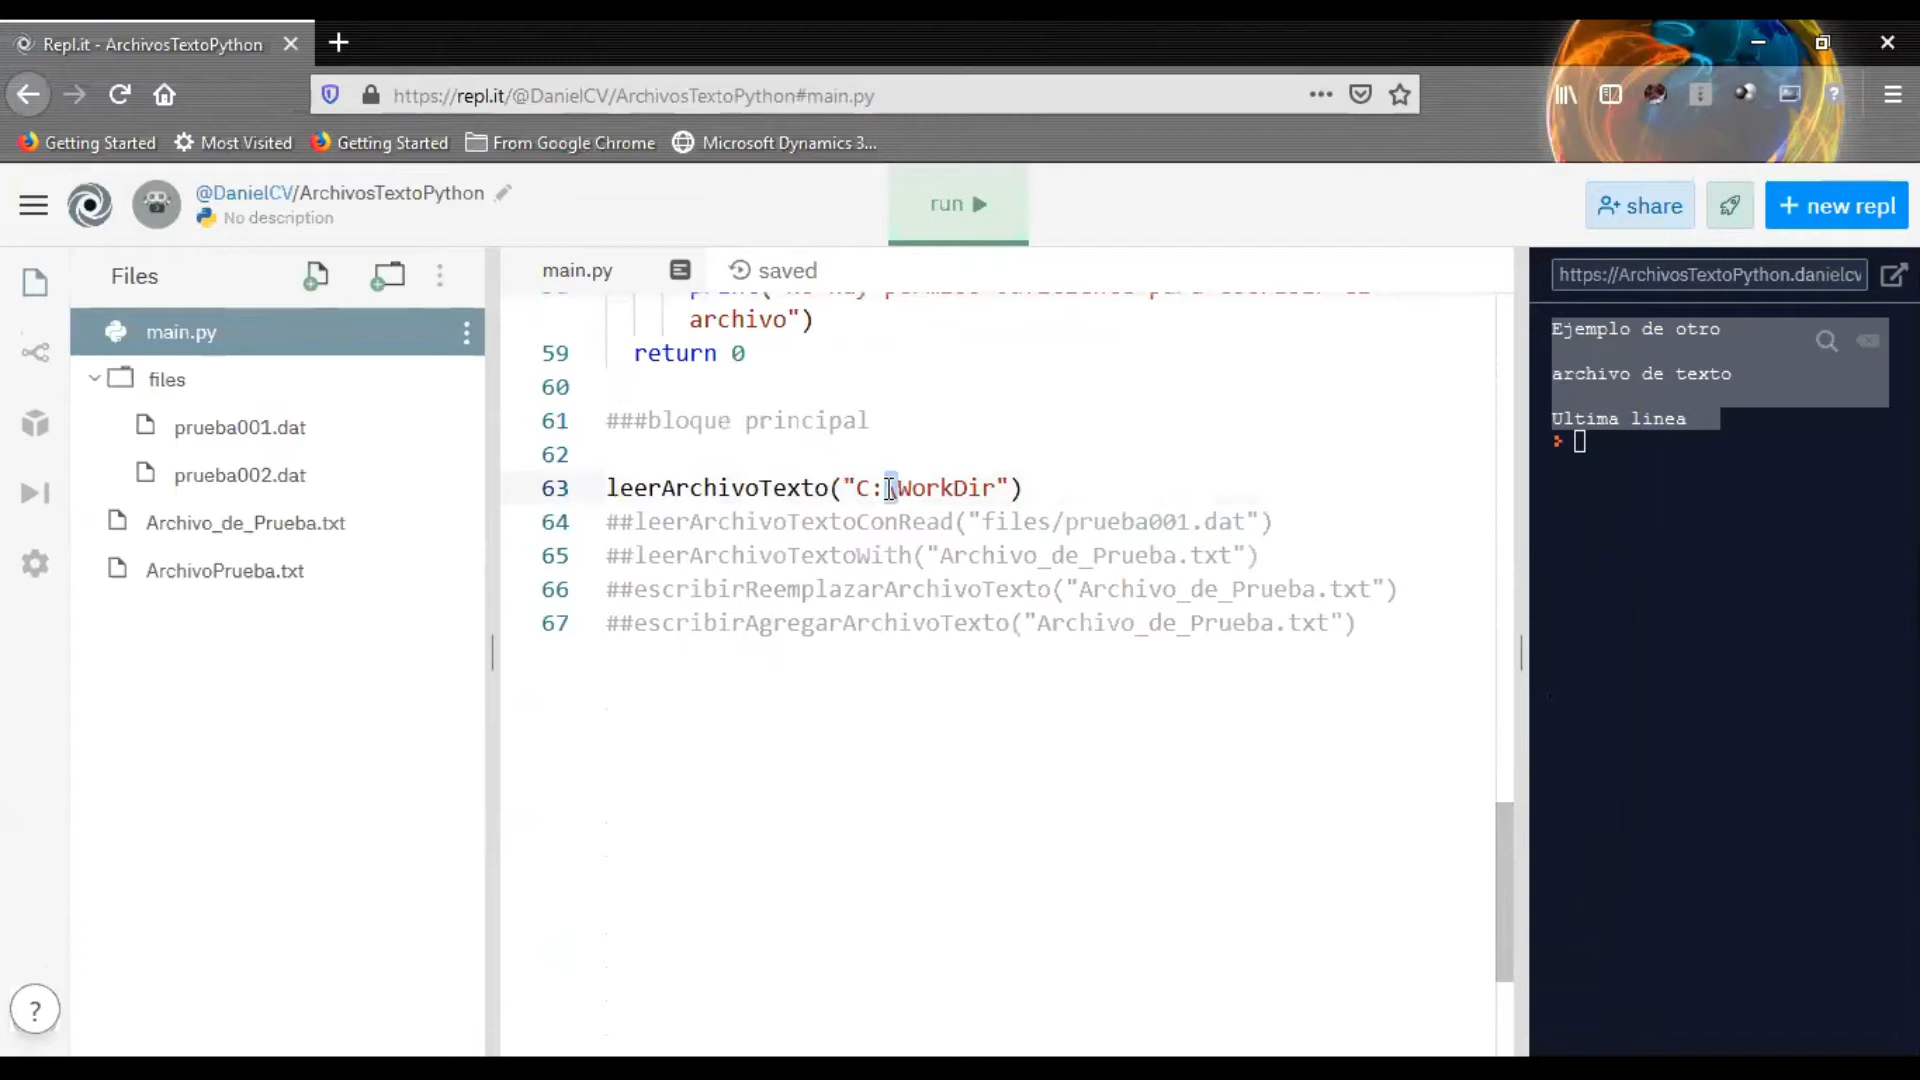 Repl.it - ArchivosTextoPython
https://repl.it/@DanielCV/ArchivosTextoPython#main.py
Getting Started
Most Visited
Getting Started
From Google Chrome
Microsoft Dynamics 3...
@DanielCV/ArchivosTextoPython
No description
run
share
+ new repl
Files
main.py
files
prueba001.dat
prueba002.dat
Archivo_de_Prueba.txt
ArchivoPrueba.txt
main.py
saved
archivo")
59 return 0
60
61 ###bloque principal
62
63 leerArchivoTexto("C:\WorkDir")
64 ##leerArchivoTextoConRead("files/prueba001.dat")
65 ##leerArchivoTextoWith("Archivo_de_Prueba.txt")
66 ##escribirReemplazarArchivoTexto("Archivo_de_Prueba.txt")
67 ##escribirAgregarArchivoTexto("Archivo_de_Prueba.txt")
https://ArchivosTextoPython.danielcv
Ejemplo de otro
archivo de texto
Ultima linea
?